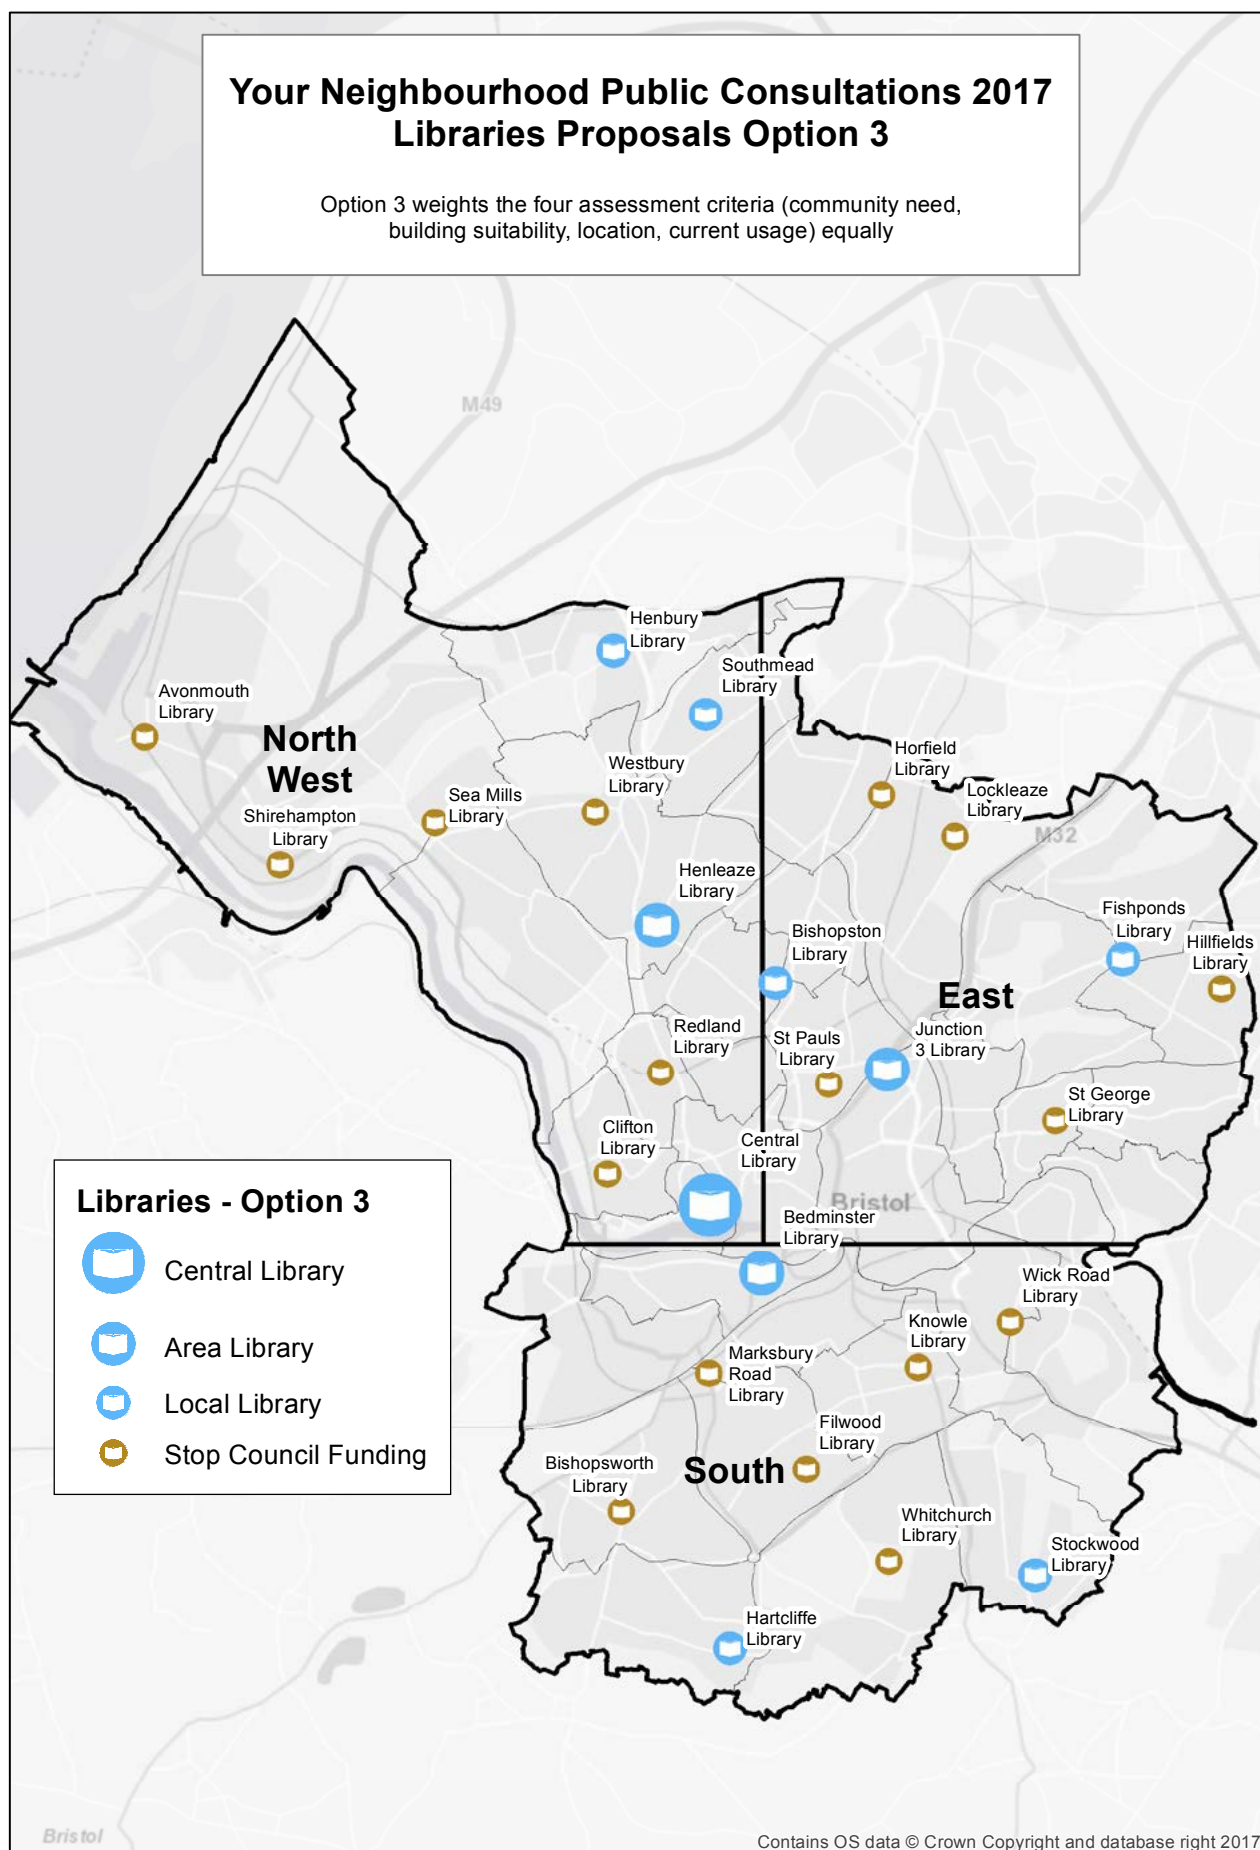 Your Neighbourhood Public Consultations 2017
Libraries Proposals Option 3
Option 3 weights the four assessment criteria (community need,
building suitability, location, current usage) equally
M49
Henbury
Library
Southmead
Library
Avonmouth
Library
North
West
Westbury
Library
Horfield
Library
Sea Mills
Library
Lockleaze
Library
Shirehampton
Library
M32
Henleaze
Library
Fishponds
Library
Bishopston
Library
Hillfields
Library
East
Redland
Library
St Pauls
Library
Junction
3 Library
St George
Library
Clifton
Library
Central
Library
Bristol
Bedminster
Library
Libraries - Option 3
Central Library
Area Library
Local Library
Stop Council Funding
Wick Road
Library
Knowle
Library
Marksbury
Road
Library
Filwood
Library
Bishopsworth
Library
South
Whitchurch
Library
Stockwood
Library
Hartcliffe
Library
Bristol
Contains OS data © Crown Copyright and database right 2017